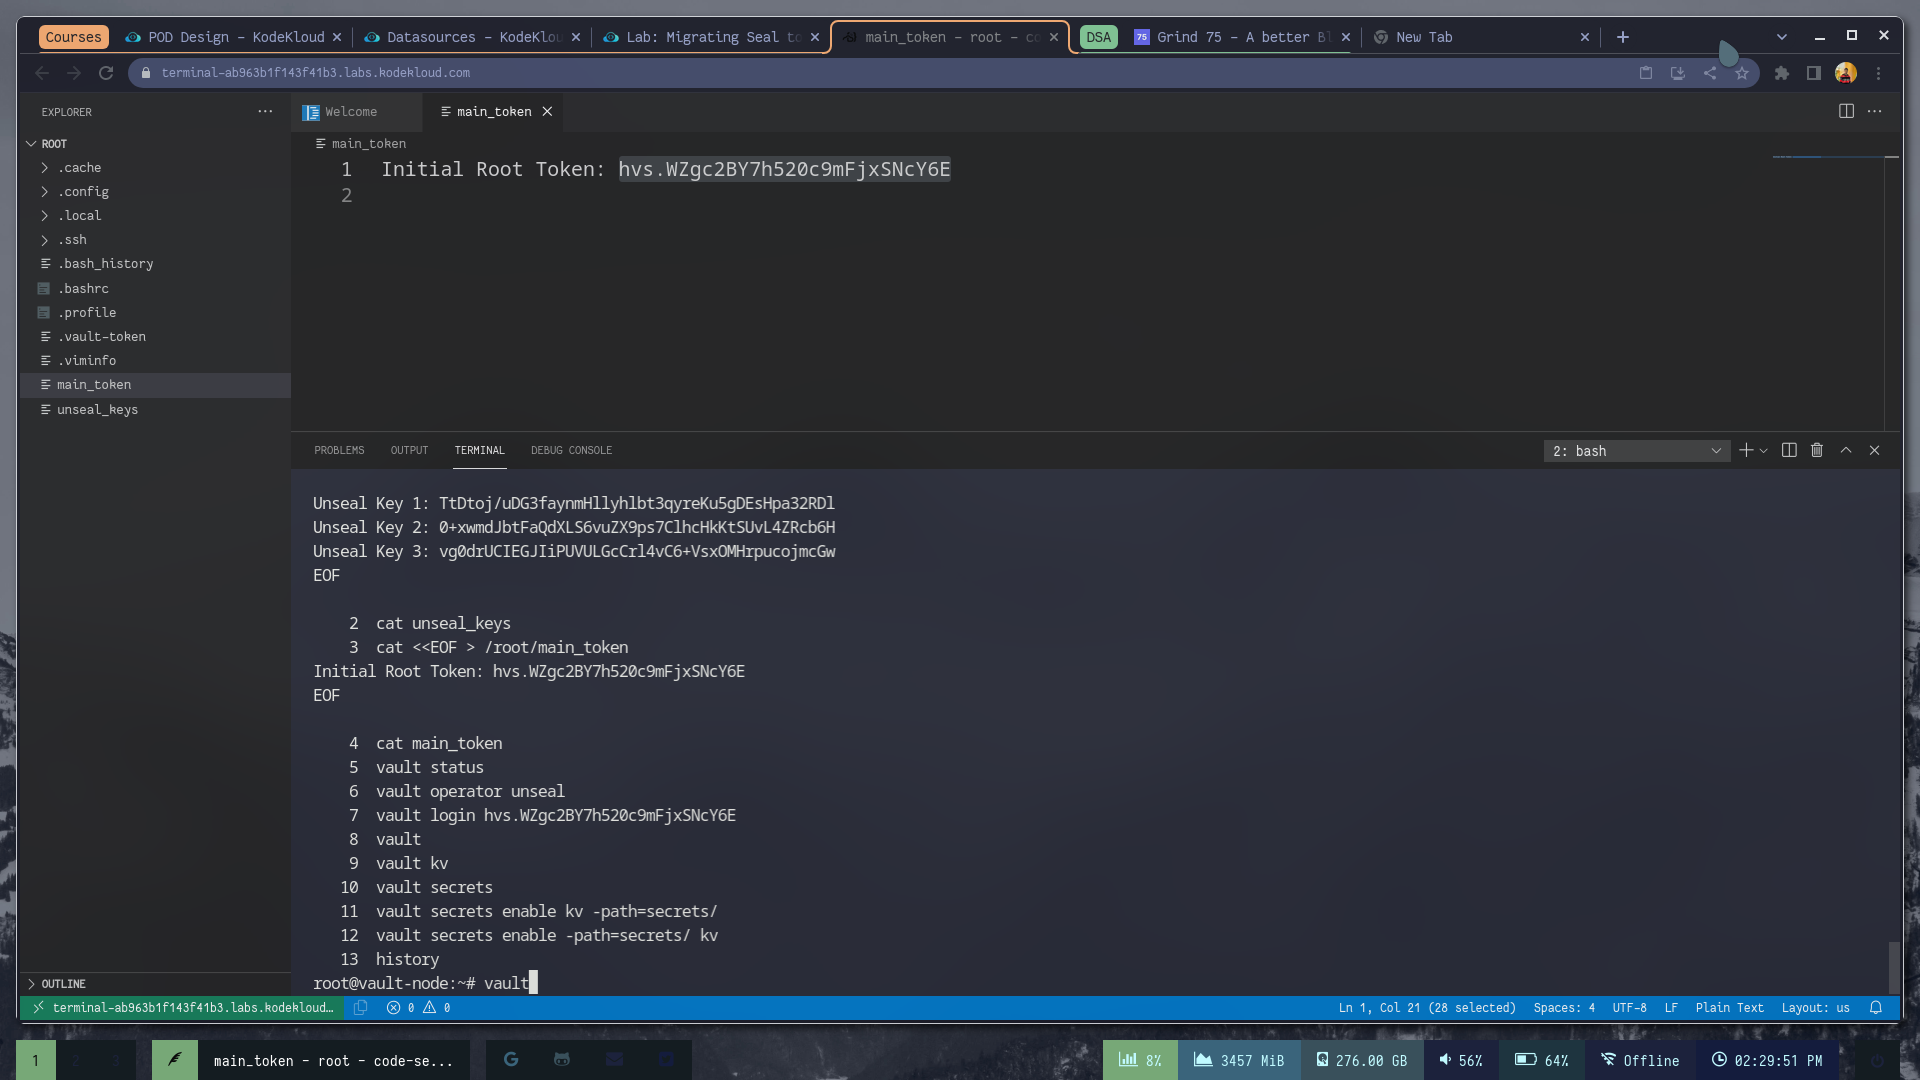 Courses
POD Design – KodeKloud
Datasources – KodeKlou
Lab: Migrating Seal to
main_token – root – co
DSA
Grind 75 – A better Bl
New Tab
terminal-ab963b1f143f41b3.labs.kodekloud.com
EXPLORER
Welcome
main_token
ROOT
main_token
.cache
.config
.local
.ssh
.bash_history
.bashrc
.profile
.vault-token
.viminfo
main_token
unseal_keys
1 Initial Root Token: hvs.WZgc2BY7h520c9mFjxSNcY6E
2
PROBLEMS OUTPUT TERMINAL DEBUG CONSOLE
2: bash
Unseal Key 1: TtDtoj/uDG3faynmHllyhlbt3qyreKu5gDEsHpa32RDl
Unseal Key 2: 0+xwmdJbtFaQdXLS6vuZX9ps7ClhcHkKtSUvL4ZRcb6H
Unseal Key 3: vg0drUCIEGJIiPUVULGcCrl4vC6+VsxOMHrpucojmcGw
EOF
2 cat unseal_keys
3 cat <<EOF > /root/main_token
Initial Root Token: hvs.WZgc2BY7h520c9mFjxSNcY6E
EOF
4 cat main_token
5 vault status
6 vault operator unseal
7 vault login hvs.WZgc2BY7h520c9mFjxSNcY6E
8 vault
9 vault kv
10 vault secrets
11 vault secrets enable kv -path=secrets/
12 vault secrets enable -path=secrets/ kv
13 history
root@vault-node:~# vault
OUTLINE
terminal-ab963b1f143f41b3.labs.kodekloud…
0 0
Ln 1, Col 21 (28 selected) Spaces: 4 UTF-8 LF Plain Text Layout: us
1 2 3
main_token – root – code-se...
8%
3457 MiB
276.00 GB
56%
64%
Offline
02:29:51 PM